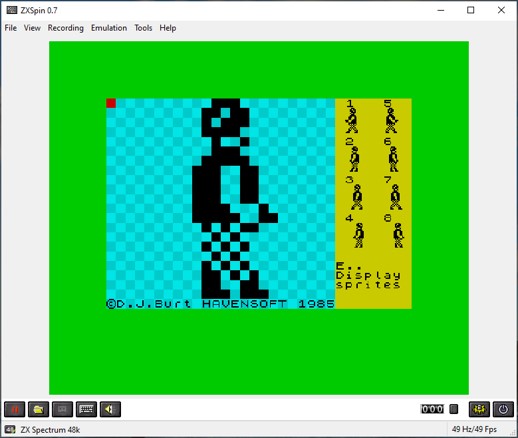 ZXSpin 0.7
File View Recording Emulation Tools Help
1 5
2 6
3 7
4 8
E..
Display
sprites
©D.J.Burt HAVENSOFT 1985
000
48 ZX Spectrum 48k
49 Hz/49 Fps